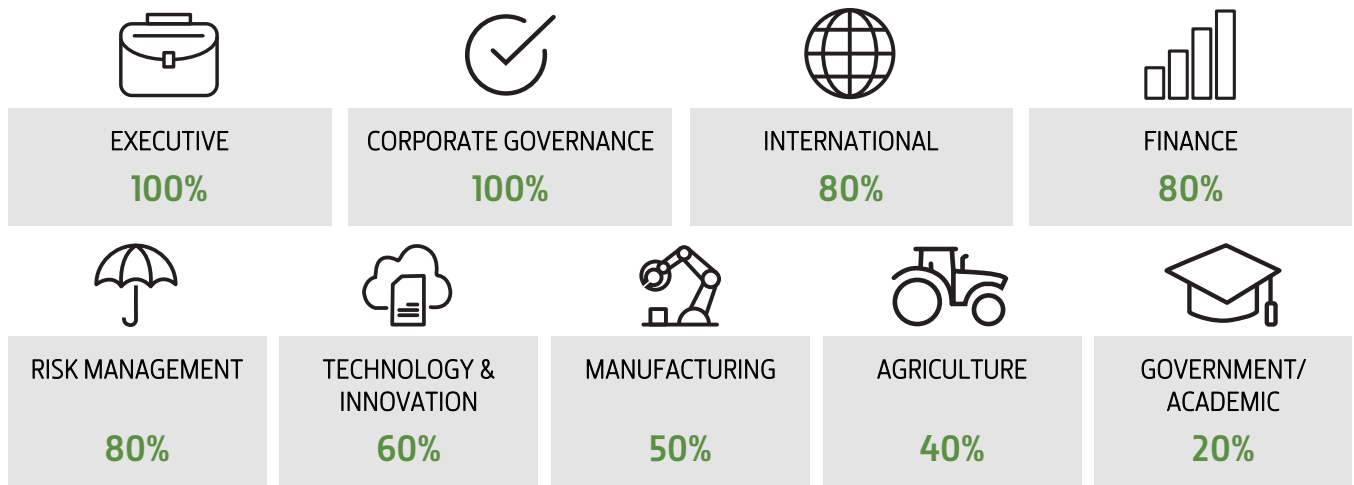 EXECUTIVE
100%
CORPORATE GOVERNANCE
100%
INTERNATIONAL
80%
FINANCE
80%
RISK MANAGEMENT
80%
TECHNOLOGY &
INNOVATION
60%
MANUFACTURING
50%
AGRICULTURE
40%
GOVERNMENT/
ACADEMIC
20%